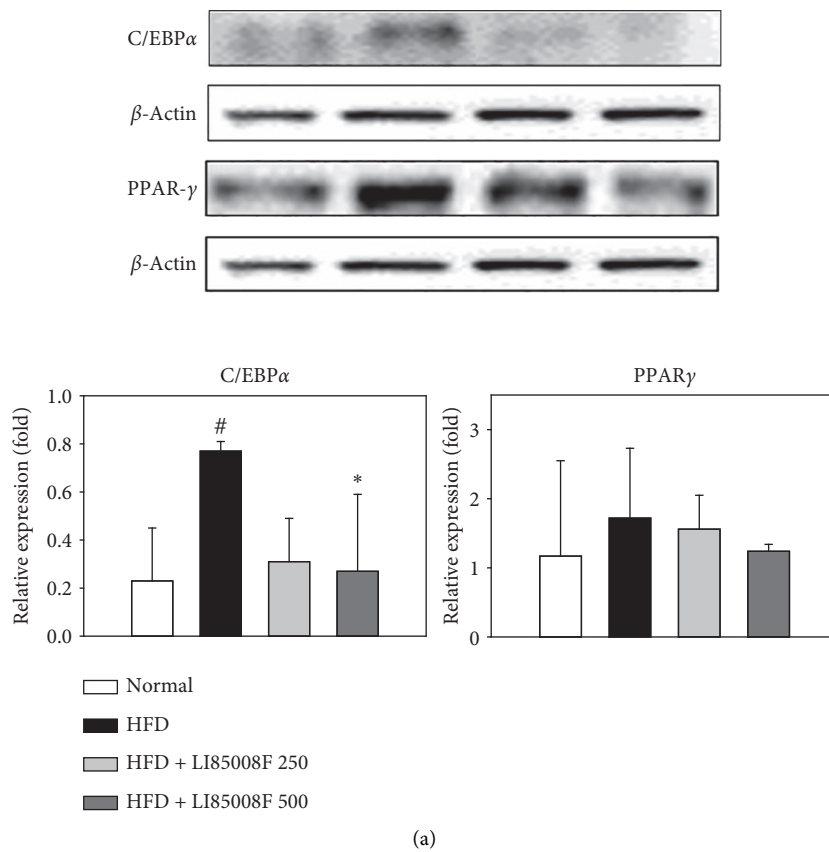 C/EBPα
β-Actin
PPAR-γ
β-Actin
C/EBPα
Relative expression (fold)
1.0
0.8
0.6
0.4
0.2
0.0
#
*
PPARγ
Relative expression (fold)
3
2
1
0
Normal
HFD
HFD + LI85008F 250
HFD + LI85008F 500
(a)